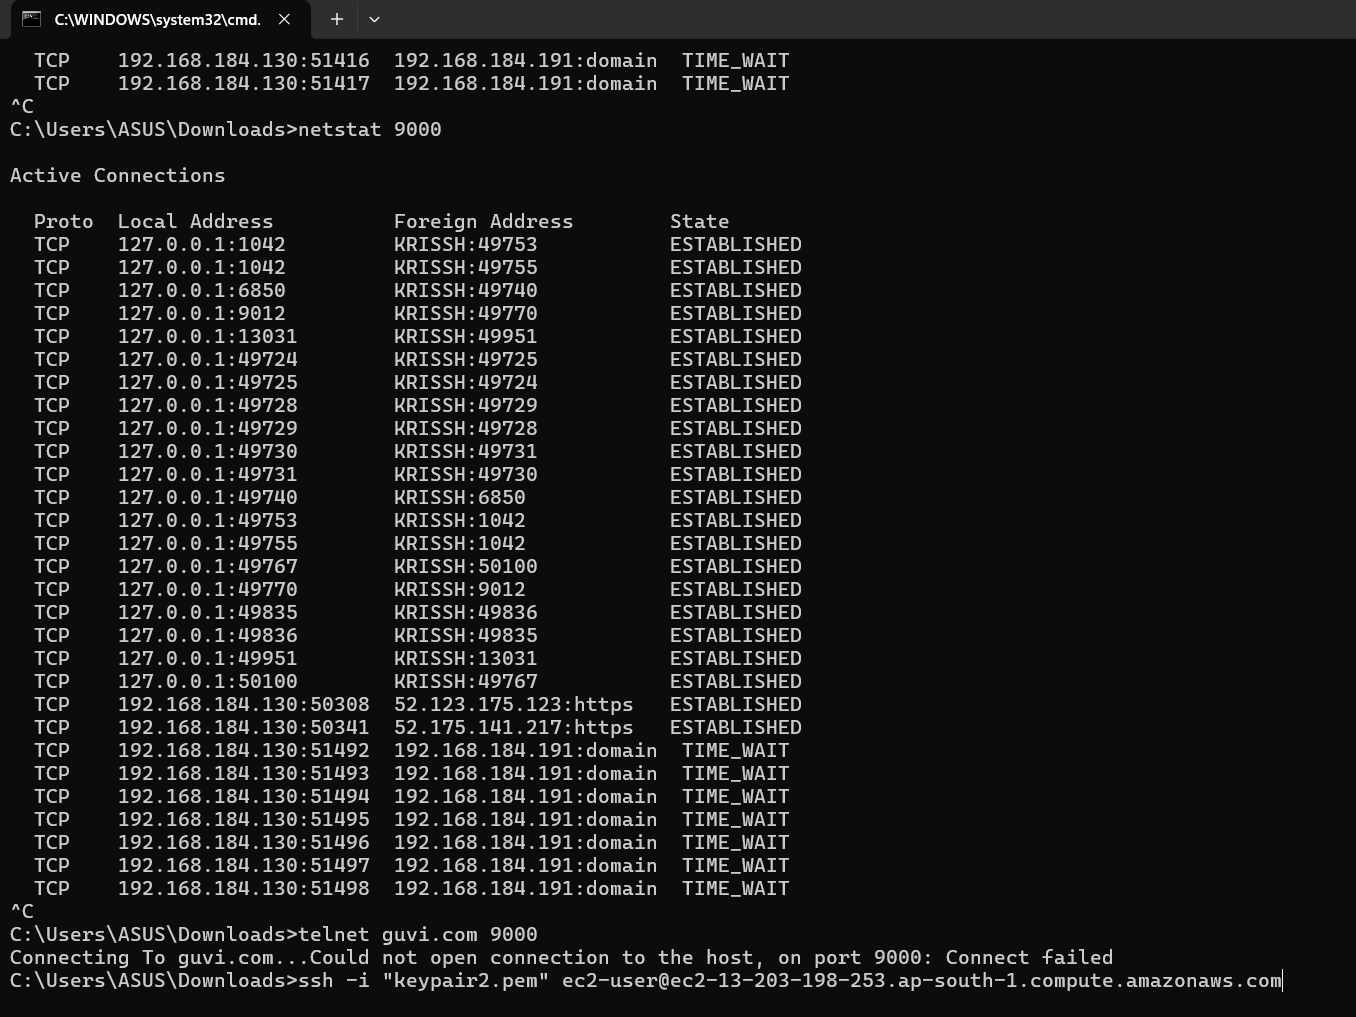 C:\WINDOWS\system32\cmd.
TCP    192.168.184.130:51416  192.168.184.191:domain  TIME_WAIT
TCP    192.168.184.130:51417  192.168.184.191:domain  TIME_WAIT
^C
C:\Users\ASUS\Downloads>netstat 9000
Active Connections
Proto  Local Address          Foreign Address        State
TCP    127.0.0.1:1042         KRISSH:49753           ESTABLISHED
TCP    127.0.0.1:1042         KRISSH:49755           ESTABLISHED
TCP    127.0.0.1:6850         KRISSH:49740           ESTABLISHED
TCP    127.0.0.1:9012         KRISSH:49770           ESTABLISHED
TCP    127.0.0.1:13031        KRISSH:49951           ESTABLISHED
TCP    127.0.0.1:49724        KRISSH:49725           ESTABLISHED
TCP    127.0.0.1:49725        KRISSH:49724           ESTABLISHED
TCP    127.0.0.1:49728        KRISSH:49729           ESTABLISHED
TCP    127.0.0.1:49729        KRISSH:49728           ESTABLISHED
TCP    127.0.0.1:49730        KRISSH:49731           ESTABLISHED
TCP    127.0.0.1:49731        KRISSH:49730           ESTABLISHED
TCP    127.0.0.1:49740        KRISSH:6850            ESTABLISHED
TCP    127.0.0.1:49753        KRISSH:1042            ESTABLISHED
TCP    127.0.0.1:49755        KRISSH:1042            ESTABLISHED
TCP    127.0.0.1:49767        KRISSH:50100           ESTABLISHED
TCP    127.0.0.1:49770        KRISSH:9012            ESTABLISHED
TCP    127.0.0.1:49835        KRISSH:49836           ESTABLISHED
TCP    127.0.0.1:49836        KRISSH:49835           ESTABLISHED
TCP    127.0.0.1:49951        KRISSH:13031           ESTABLISHED
TCP    127.0.0.1:50100        KRISSH:49767           ESTABLISHED
TCP    192.168.184.130:50308  52.123.175.123:https   ESTABLISHED
TCP    192.168.184.130:50341  52.175.141.217:https   ESTABLISHED
TCP    192.168.184.130:51492  192.168.184.191:domain  TIME_WAIT
TCP    192.168.184.130:51493  192.168.184.191:domain  TIME_WAIT
TCP    192.168.184.130:51494  192.168.184.191:domain  TIME_WAIT
TCP    192.168.184.130:51495  192.168.184.191:domain  TIME_WAIT
TCP    192.168.184.130:51496  192.168.184.191:domain  TIME_WAIT
TCP    192.168.184.130:51497  192.168.184.191:domain  TIME_WAIT
TCP    192.168.184.130:51498  192.168.184.191:domain  TIME_WAIT
^C
C:\Users\ASUS\Downloads>telnet guvi.com 9000
Connecting To guvi.com...Could not open connection to the host, on port 9000: Connect failed
C:\Users\ASUS\Downloads>ssh -i "keypair2.pem" ec2-user@ec2-13-203-198-253.ap-south-1.compute.amazonaws.com